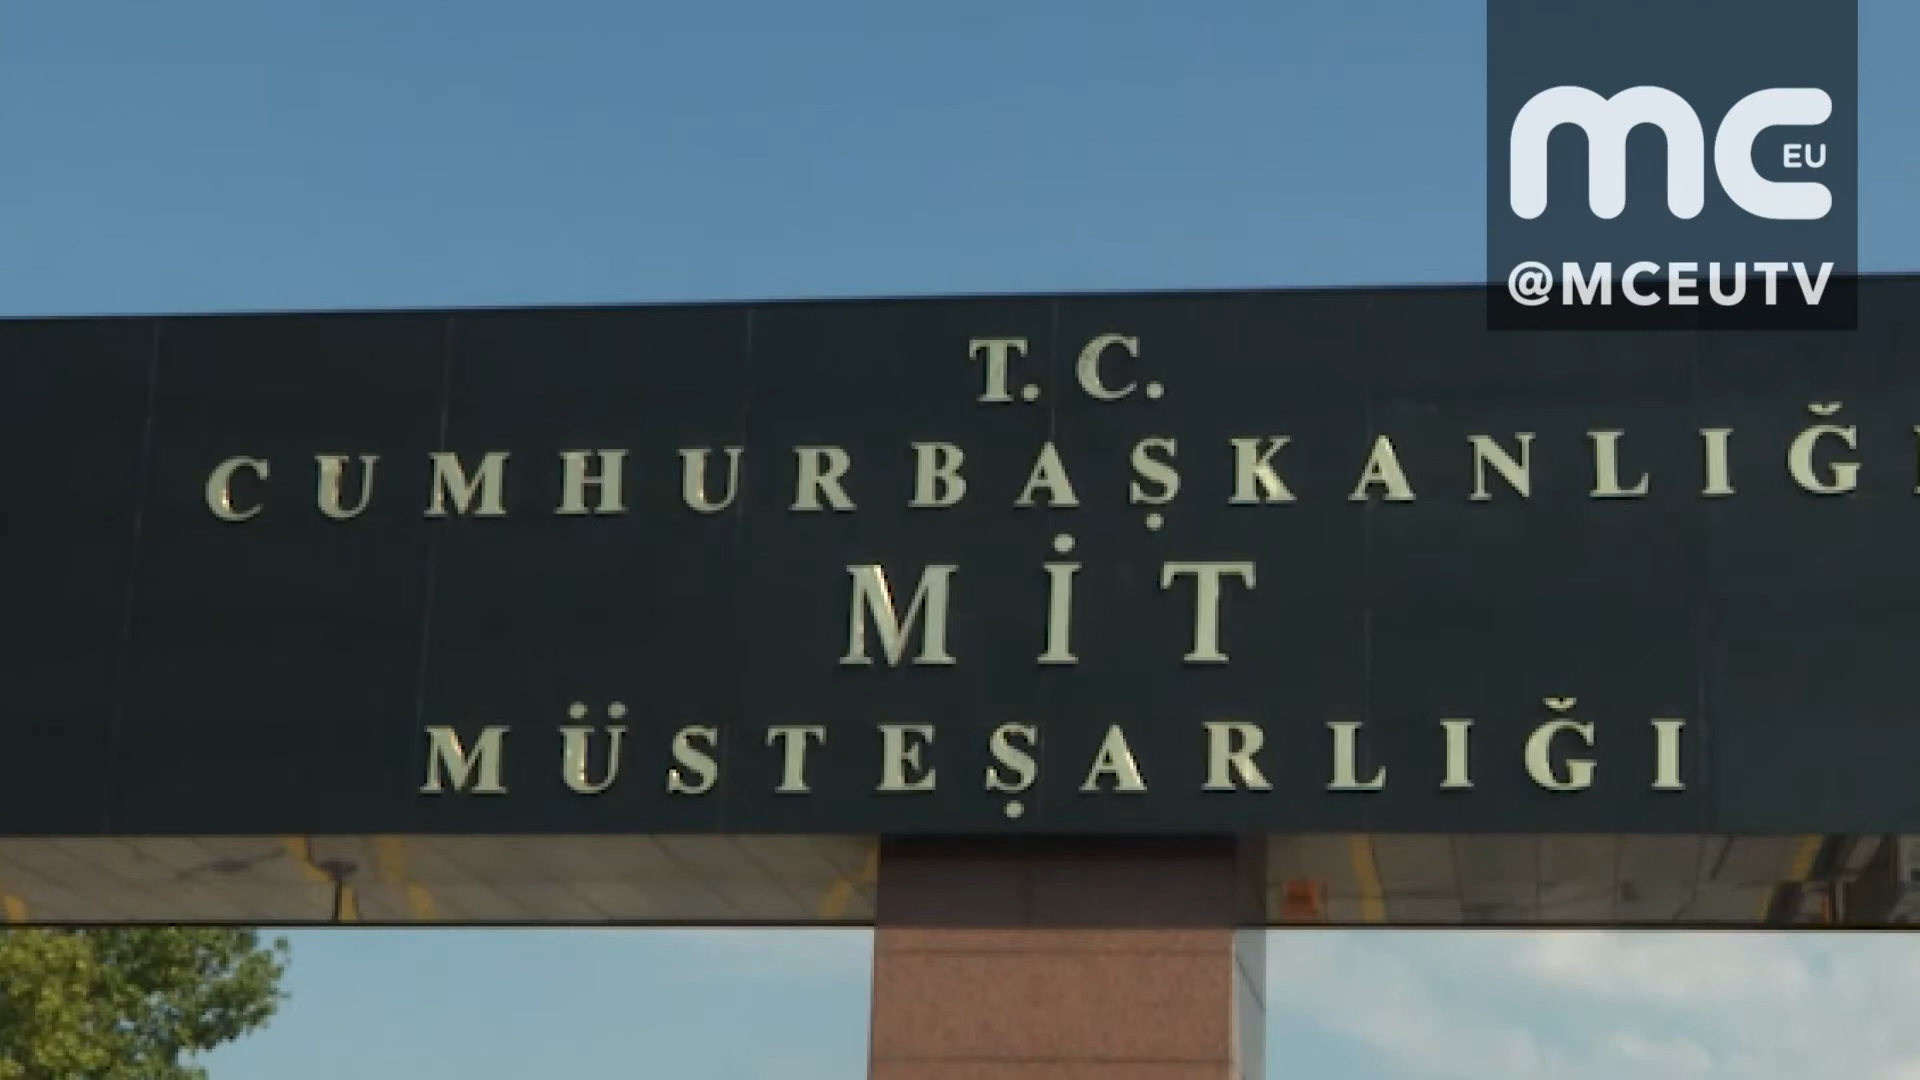 mc EU
@MCEUTV
T. C.
CUMHURBAŞKANLIĞI
MİT
MÜSTEŞARLIĞI